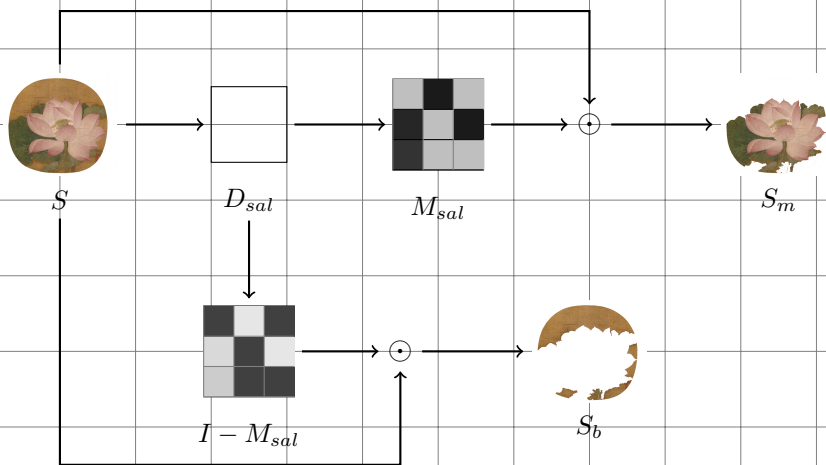 S
D_{sal}
M_{sal}
S_m
I − M_{sal}
S_b